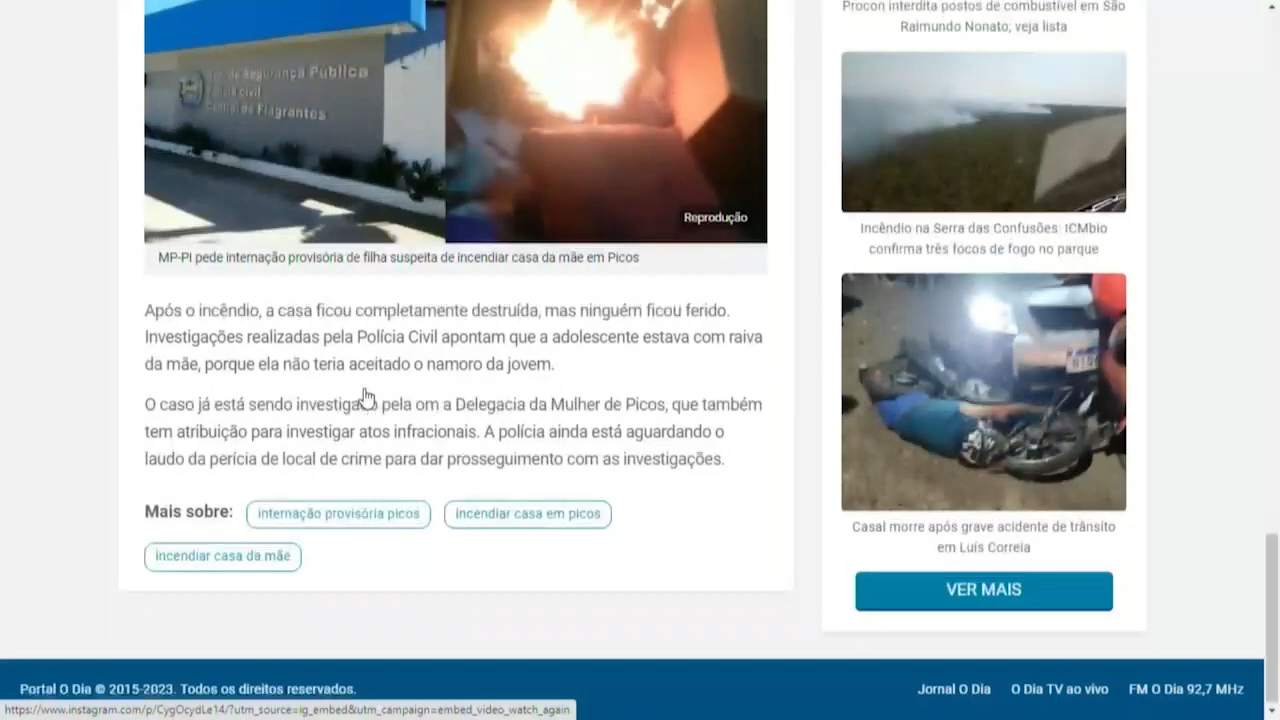 de Segurança Pública
Civil
Central de Flagrantes
Reprodução
MP-PI pede internação provisória de filha suspeita de incendiar casa da mãe em Picos
Após o incêndio, a casa ficou completamente destruída, mas ninguém ficou ferido.
Investigações realizadas pela Polícia Civil apontam que a adolescente estava com raiva
da mãe, porque ela não teria aceitado o namoro da jovem.
O caso já está sendo investigado pela om a Delegacia da Mulher de Picos, que também
tem atribuição para investigar atos infracionais. A polícia ainda está aguardando o
laudo da perícia de local de crime para dar prosseguimento com as investigações.
Mais sobre:
internação provisória picos
incendiar casa em picos
incendiar casa da mãe
Procon interdita postos de combustível em São
Raimundo Nonato; veja lista
Incêndio na Serra das Confusões: ICMbio
confirma três focos de fogo no parque
Casal morre após grave acidente de trânsito
em Luís Correia
VER MAIS
Portal O Dia © 2015-2023. Todos os direitos reservados.
Jornal O Dia
O Dia TV ao vivo
FM O Dia 92,7 MHz
https://www.instagram.com/p/CygOcydLe14/?utm_source=ig_embed&utm_campaign=embed_video_watch_again